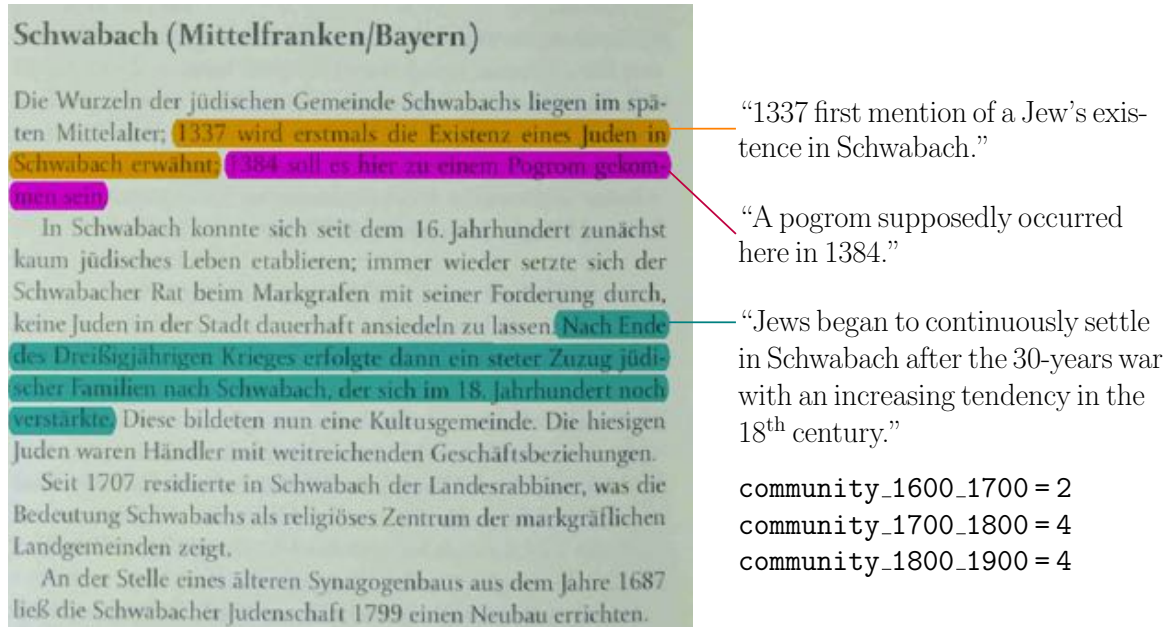 Schwabach (Mittelfranken/Bayern)
Die Wurzeln der jüdischen Gemeinde Schwabachs liegen im spä-
ten Mittelalter; 1337 wird erstmals die Existenz eines Juden in
Schwabach erwähnt; 1384 soll es hier zu einem Pogrom gekom-
men sein.
In Schwabach konnte sich seit dem 16. Jahrhundert zunächst
kaum jüdisches Leben etablieren; immer wieder setzte sich der
Schwabacher Rat beim Markgrafen mit seiner Forderung durch,
keine Juden in der Stadt dauerhaft ansiedeln zu lassen. Nach Ende
des Dreißigjährigen Krieges erfolgte dann ein steter Zuzug jüdi-
scher Familien nach Schwabach, der sich im 18. Jahrhundert noch
verstärkte. Diese bildeten nun eine Kultusgemeinde. Die hiesigen
Juden waren Händler mit weitreichenden Geschäftsbeziehungen.
Seit 1707 residierte in Schwabach der Landesrabbiner, was die
Bedeutung Schwabachs als religiöses Zentrum der markgräflichen
Landgemeinden zeigt.
An der Stelle eines älteren Synagogenbaus aus dem Jahre 1687
ließ die Schwabacher Judenschaft 1799 einen Neubau errichten.
“1337 first mention of a Jew’s exis-
tence in Schwabach.”
“A pogrom supposedly occurred
here in 1384.”
“Jews began to continuously settle
in Schwabach after the 30-years war
with an increasing tendency in the
18th century.”
community_1600_1700 = 2
community_1700_1800 = 4
community_1800_1900 = 4